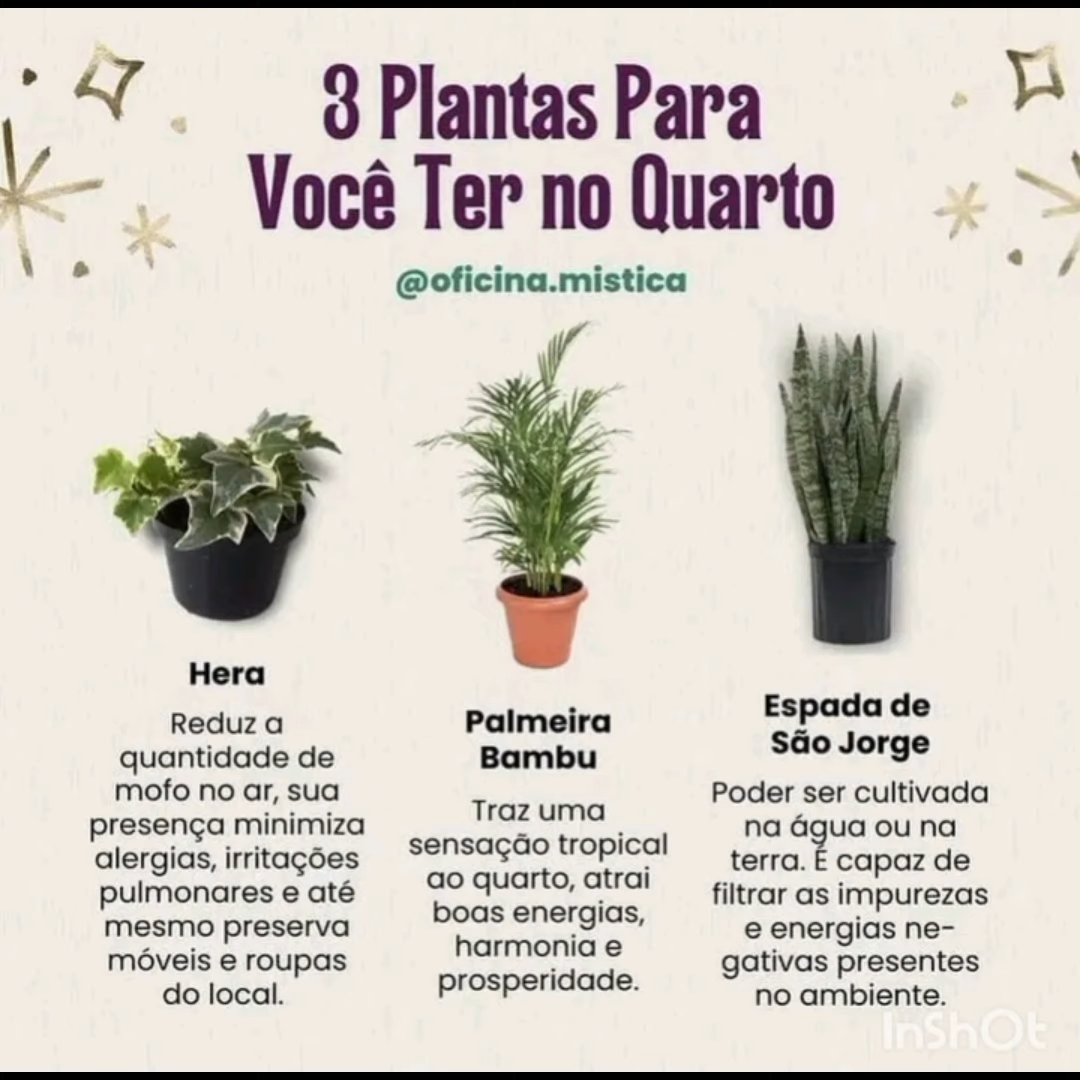 3 Plantas Para
Você Ter no Quarto
@oficina.mistica
Hera
Reduz a
quantidade de
mofo no ar, sua
presença minimiza
alergias, irritações
pulmonares e até
mesmo preserva
móveis e roupas
do local.
Palmeira
Bambu
Traz uma
sensação tropical
ao quarto, atrai
boas energias,
harmonia e
prosperidade.
Espada de
São Jorge
Poder ser cultivada
na água ou na
terra. É capaz de
filtrar as impurezas
e energias ne-
gativas presentes
no ambiente.
InShOt